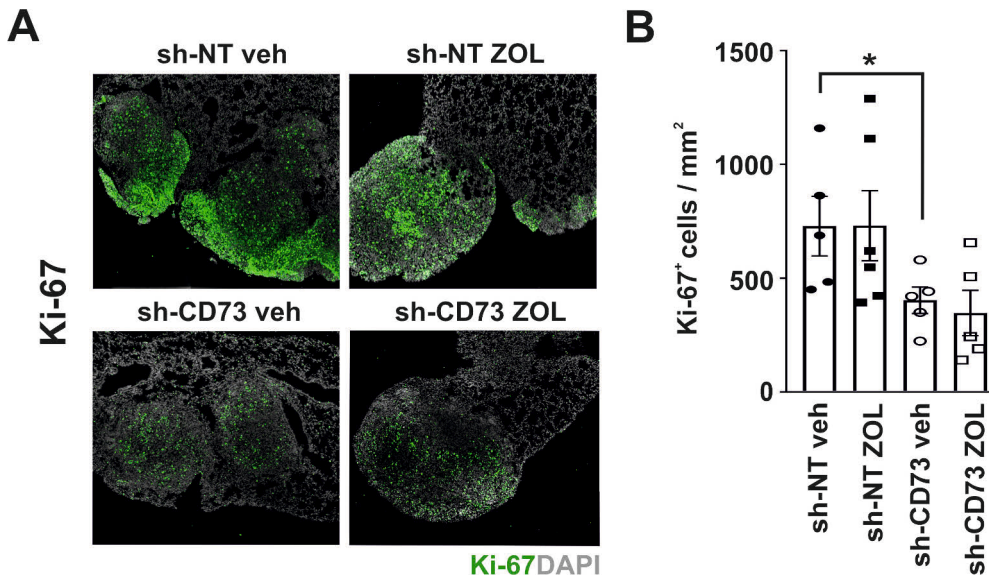 A
sh-NT veh
sh-NT ZOL
Ki-67
sh-CD73 veh
sh-CD73 ZOL
Ki-67DAPI
B
*
1500
1000
500
0
Ki-67⁺ cells / mm²
sh-NT veh
sh-NT ZOL
sh-CD73 veh
sh-CD73 ZOL